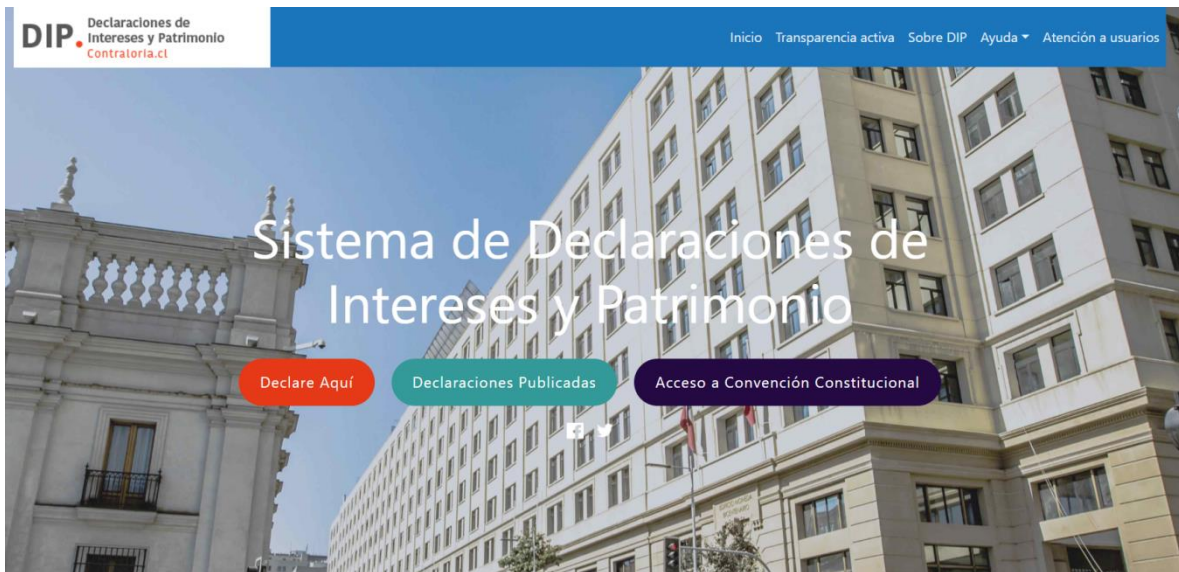 DIP.
Declaraciones de
Intereses y Patrimonio
Contraloria.cl
Inicio Transparencia activa Sobre DIP Ayuda Atención a usuarios
Sistema de Declaraciones de
Intereses y Patrimonio
Declare Aquí Declaraciones Publicadas Acceso a Convención Constitucional